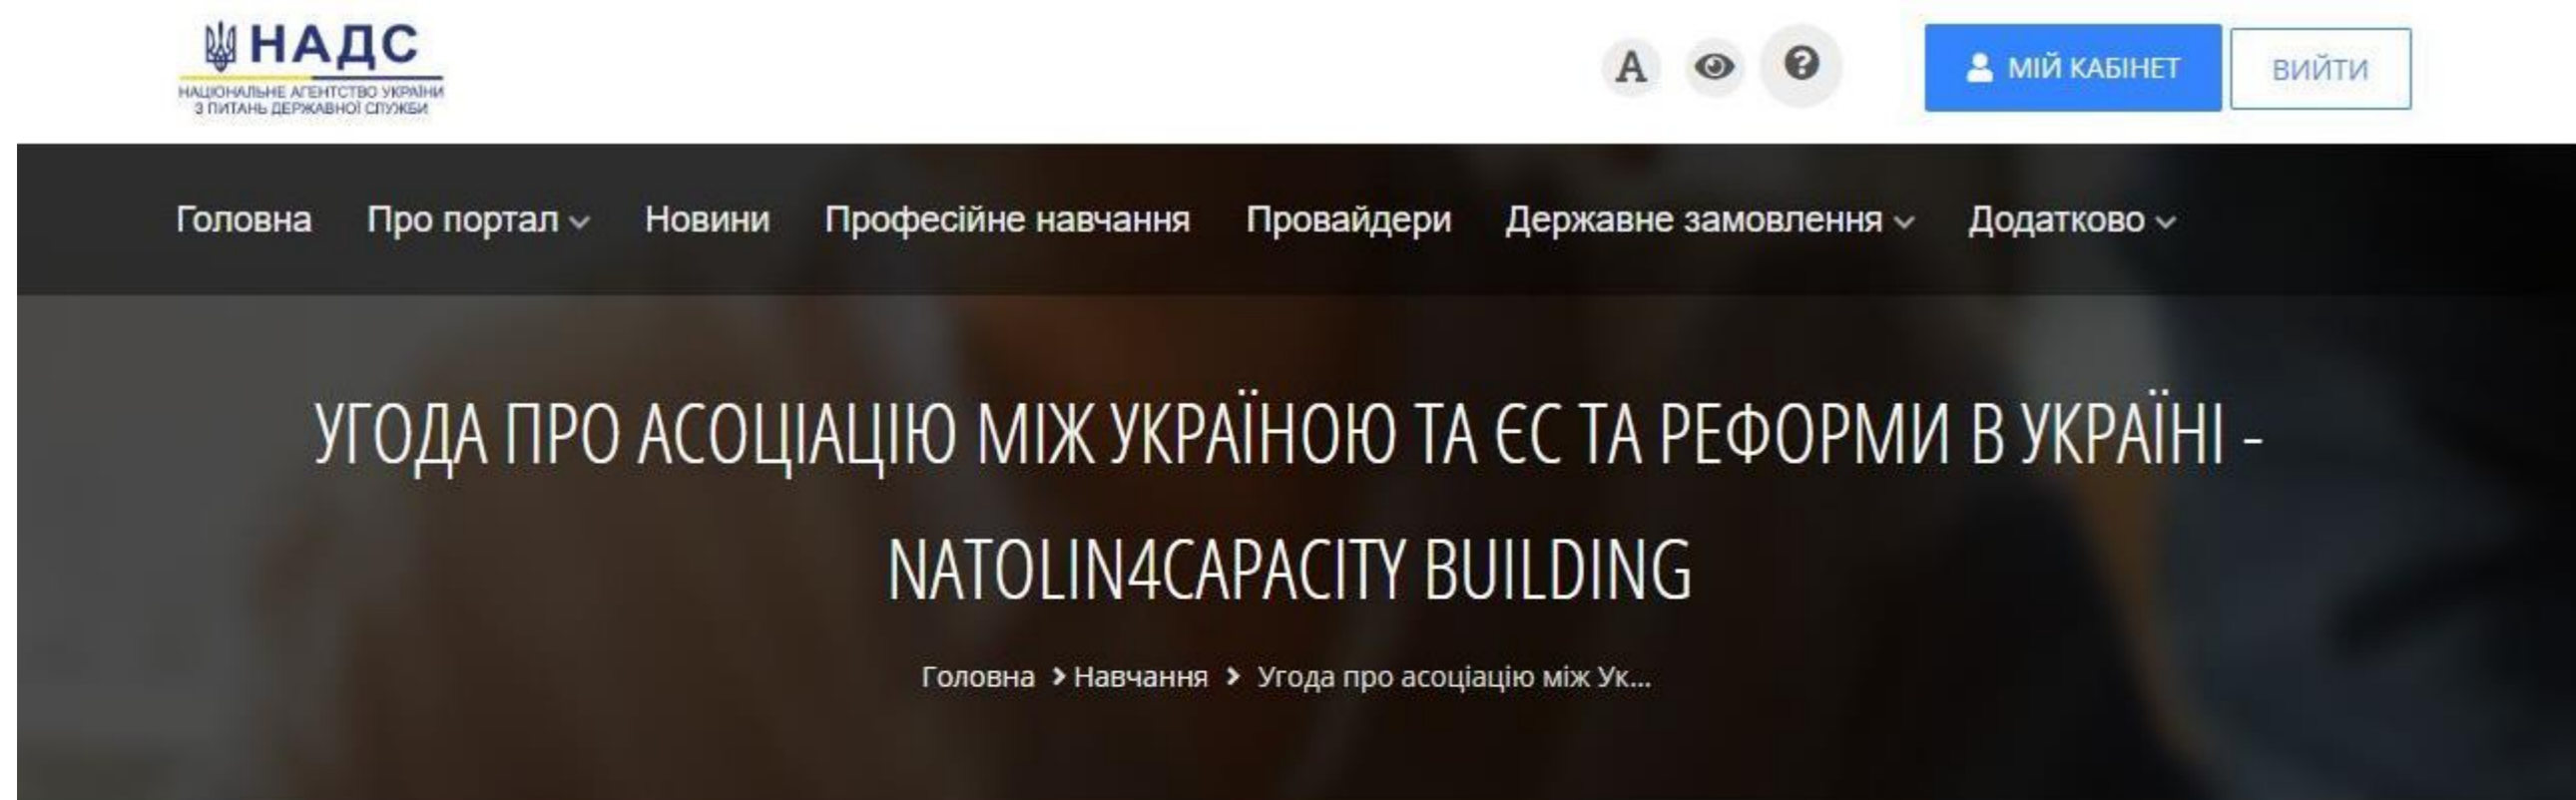 НАДС
НАЦІОНАЛЬНЕ АГЕНТСТВО УКРАЇНИ
З ПИТАНЬ ДЕРЖАВНОЇ СЛУЖБИ
A ? МІЙ КАБІНЕТ ВИЙТИ
Головна Про портал Новини Професійне навчання Провайдери Державне замовлення Додатково
УГОДА ПРО АСОЦІАЦІЮ МІЖ УКРАЇНОЮ ТА ЄС ТА РЕФОРМИ В УКРАЇНІ -
NATOLIN4CAPACITY BUILDING
Головна > Навчання > Угода про асоціацію між Ук...